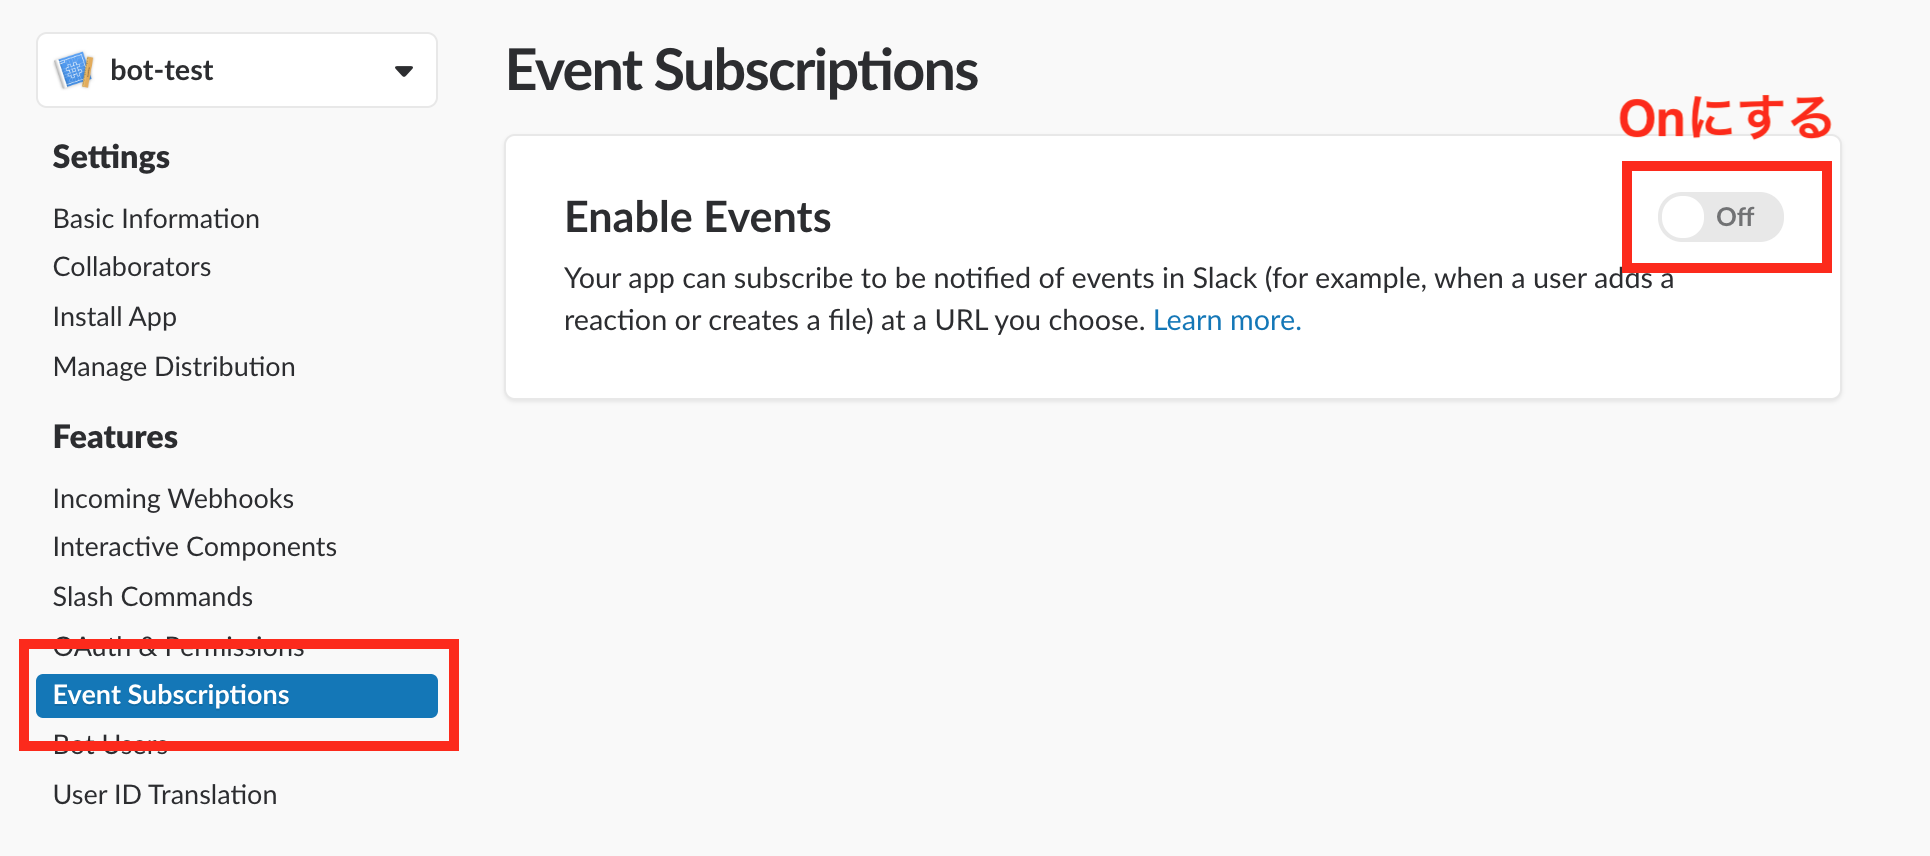 bot-test
Settings
Basic Information
Collaborators
Install App
Manage Distribution
Features
Incoming Webhooks
Interactive Components
Slash Commands
OAuth & Permissions
Event Subscriptions
Bot Users
User ID Translation
Event Subscriptions
Onにする
Enable Events
Off
Your app can subscribe to be notified of events in Slack (for example, when a user adds a
reaction or creates a file) at a URL you choose. Learn more.